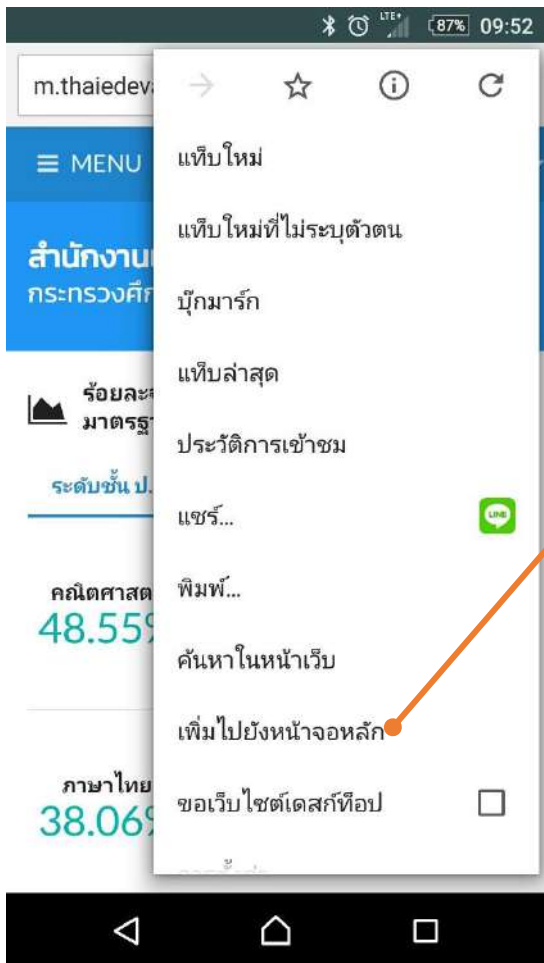 LTE+ 87% 09:52
m.thaiedev
MENU
แท็บใหม่
แท็บใหม่ที่ไม่ระบุตัวตน
สำนักงาน
กระทรวงศึก
บุ๊กมาร์ก
แท็บล่าสุด
ร้อยละ
มาตรฐ
ประวัติการเข้าชม
ระดับชั้น ป.
แชร์...
LINE
พิมพ์...
คณิตศาสต
48.55%
ค้นหาในหน้าเว็บ
เพิ่มไปยังหน้าจอหลัก
ภาษาไทย
38.06%
ขอเว็บไซต์เดสก์ท็อป